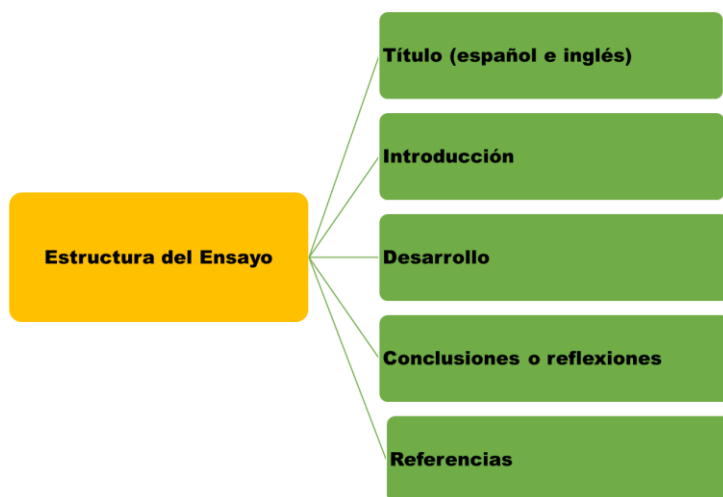 Título (español e inglés)
Introducción
Estructura del Ensayo
Desarrollo
Conclusiones o reflexiones
Referencias